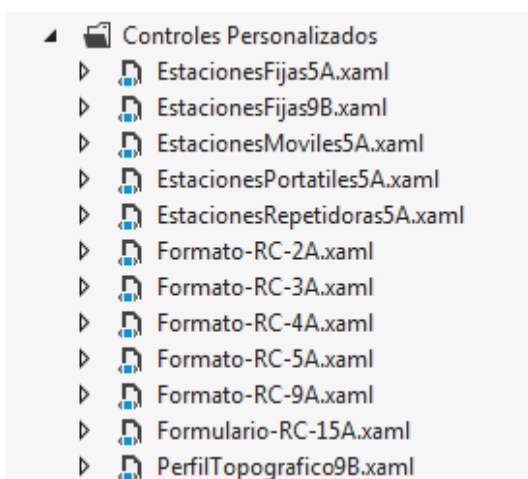 Controles Personalizados
EstacionesFijas5A.xaml
EstacionesFijas9B.xaml
EstacionesMoviles5A.xaml
EstacionesPortatiles5A.xaml
EstacionesRepetidoras5A.xaml
Formato-RC-2A.xaml
Formato-RC-3A.xaml
Formato-RC-4A.xaml
Formato-RC-5A.xaml
Formato-RC-9A.xaml
Formulario-RC-15A.xaml
PerfilTopografico9B.xaml